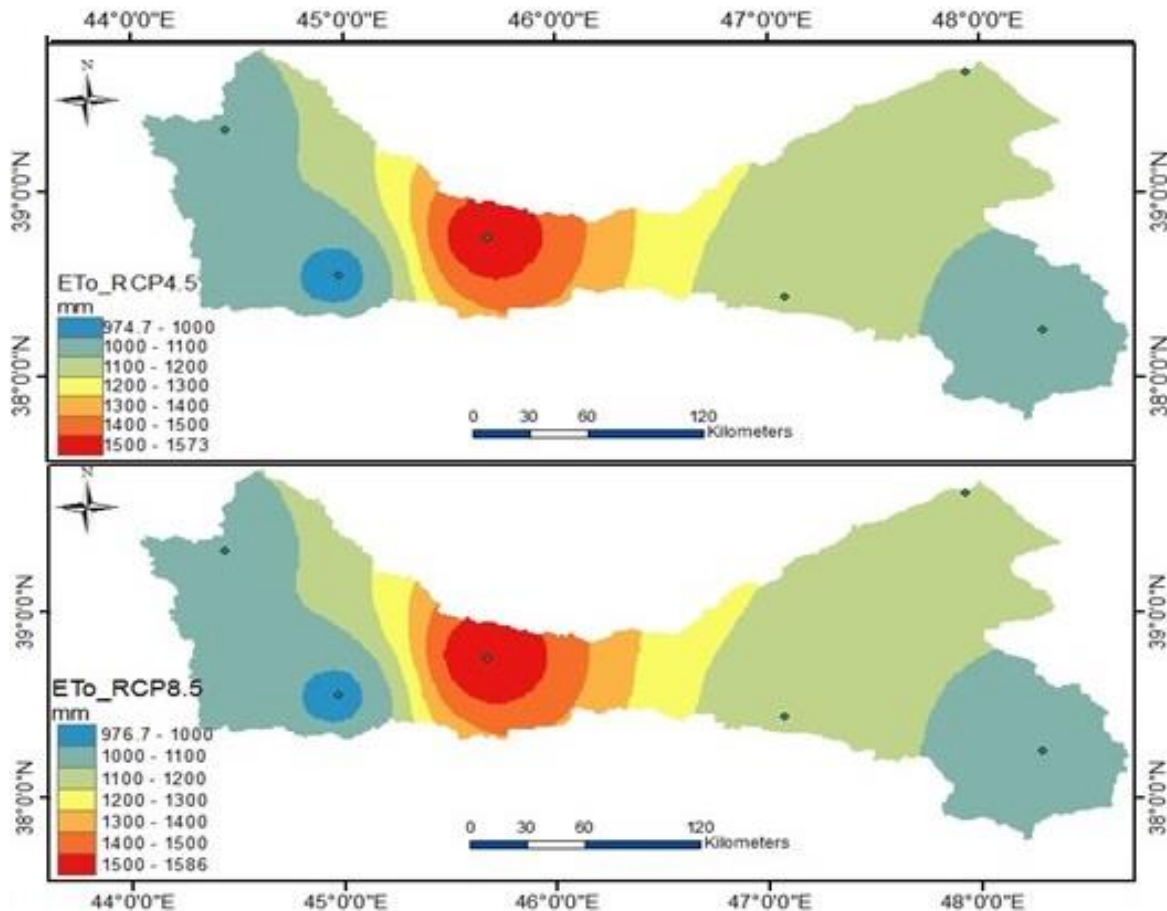 44°0'0"E 45°0'0"E 46°0'0"E 47°0'0"E 48°0'0"E
N
39°0'0"N 39°0'0"N
38°0'0"N 38°0'0"N
ETo_RCP4.5
mm
974.7 - 1000
1000 - 1100
1100 - 1200
1200 - 1300
1300 - 1400
1400 - 1500
1500 - 1573
0 30 60 120
Kilometers
N
39°0'0"N 39°0'0"N
38°0'0"N 38°0'0"N
ETo_RCP8.5
mm
976.7 - 1000
1000 - 1100
1100 - 1200
1200 - 1300
1300 - 1400
1400 - 1500
1500 - 1586
0 30 60 120
Kilometers
44°0'0"E 45°0'0"E 46°0'0"E 47°0'0"E 48°0'0"E